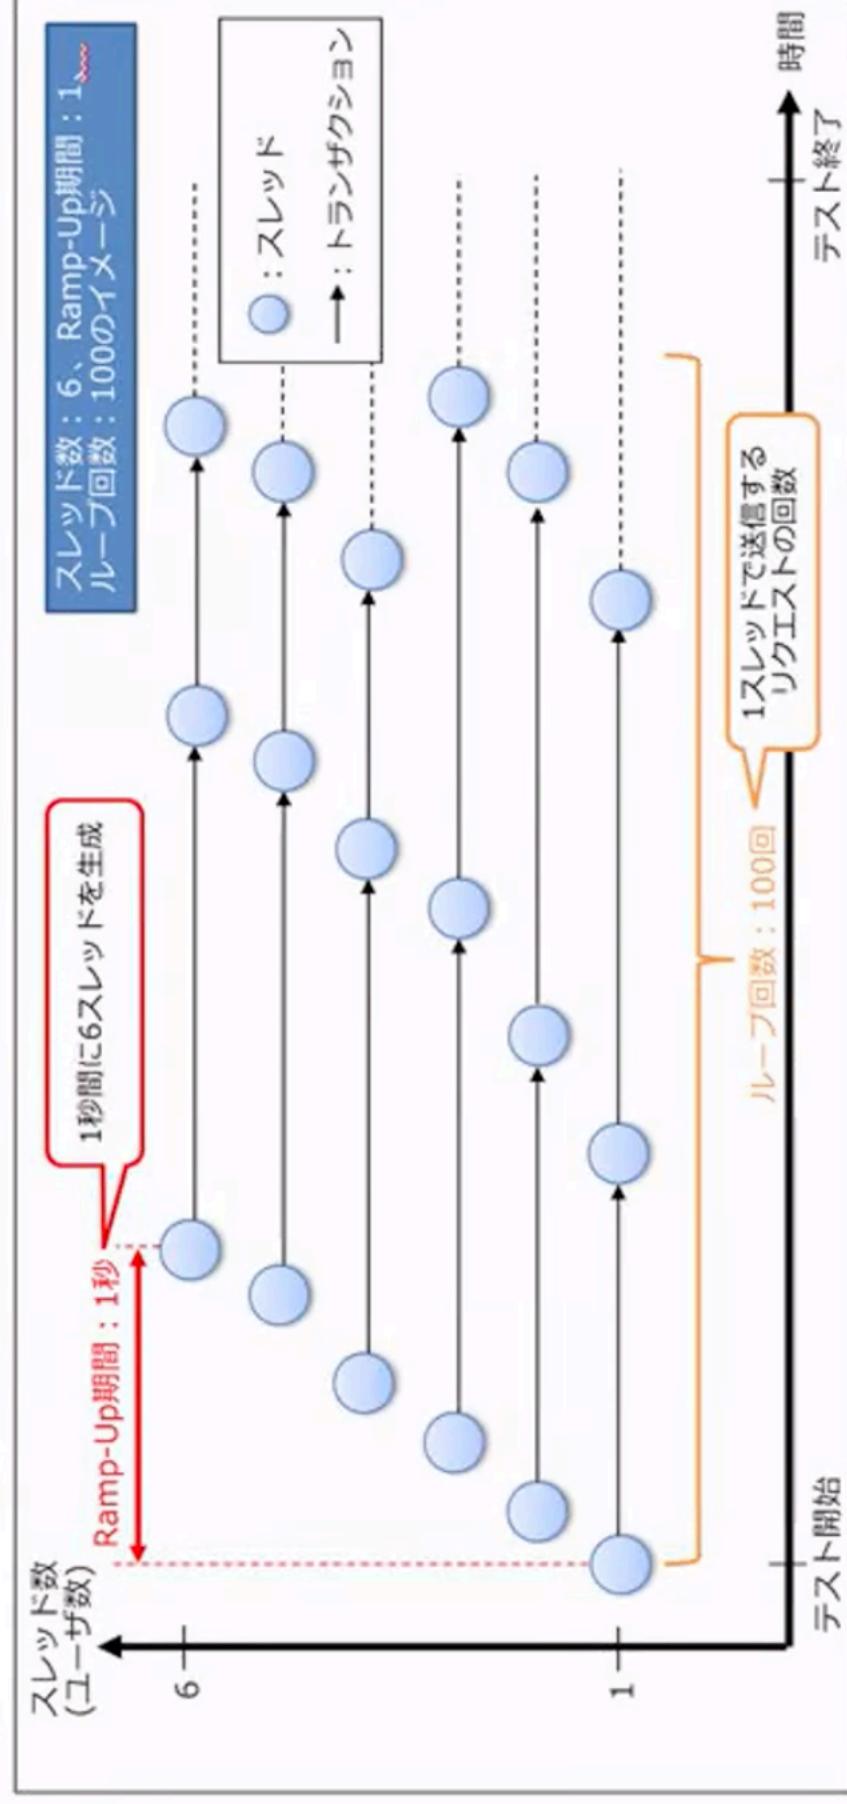 スレッド数：6、Ramp-Up期間：1、
ループ回数：100のイメージ
スレッド数
(ユーザ数)
Ramp-Up期間：1秒
1秒間に6スレッドを生成
：スレッド
：トランザクション
6
1
ループ回数：100回
1スレッドで送信する
リクエストの回数
テスト開始
テスト終了
時間